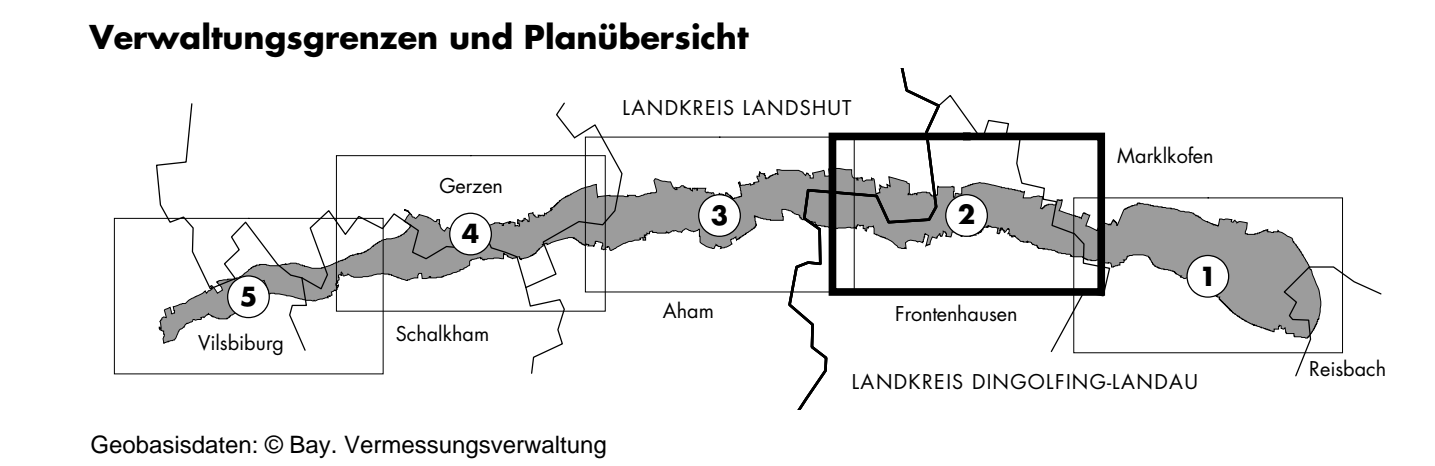 Verwaltungsgrenzen und Planübersicht
LANDKREIS LANDSHUT
Marklkofen
Gerzen
3
2
4
1
5
Aham
Frontenhausen
Schalkham
Vilsbiburg
Reisbach
LANDKREIS DINGOLFING-LANDAU
Geobasisdaten: © Bay. Vermessungsverwaltung